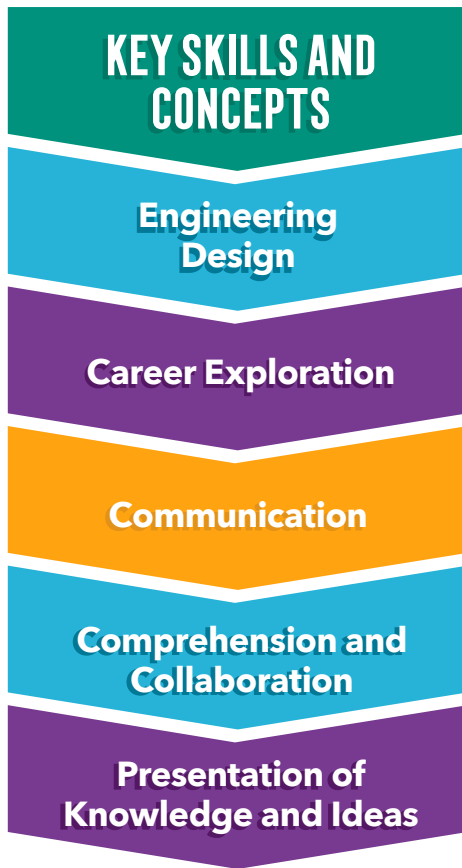 KEY SKILLS AND
CONCEPTS
Engineering
Design
Career Exploration
Communication
Comprehension and
Collaboration
Presentation of
Knowledge and Ideas